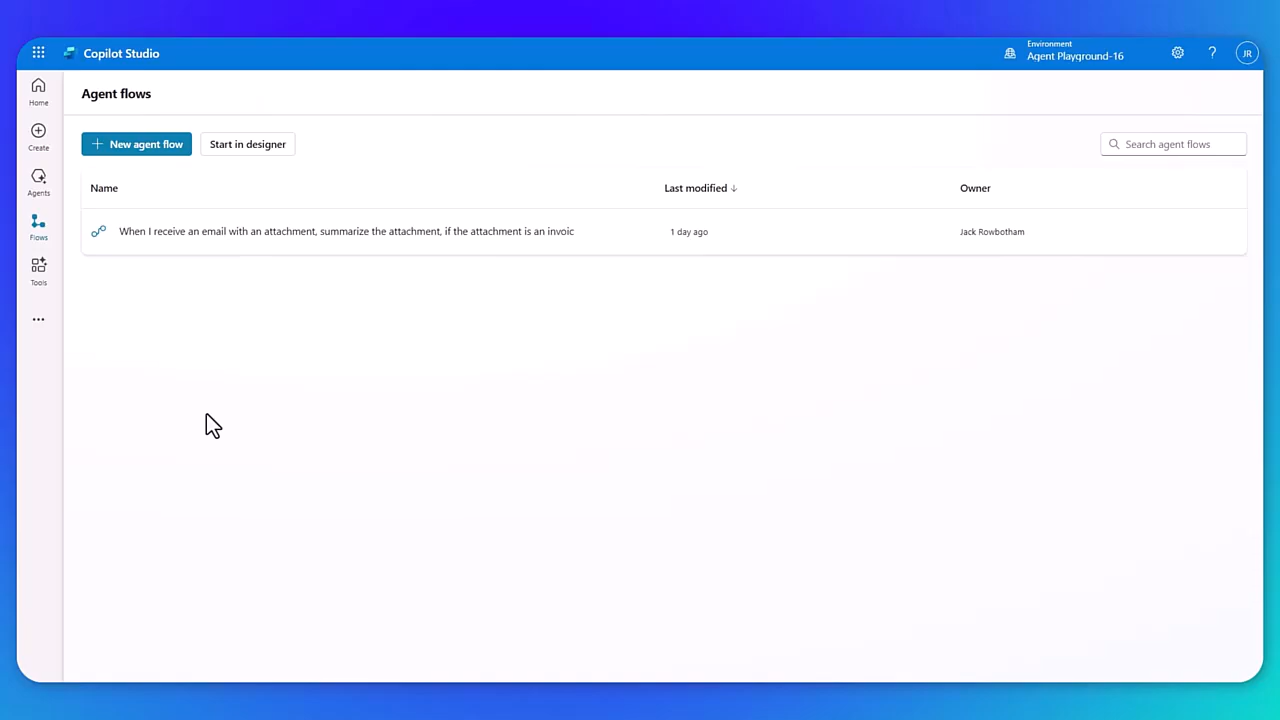 Copilot Studio
Environment
Agent Playground-16
?
JR
Home
Create
Agents
Flows
Tools
Agent flows
New agent flow
Start in designer
Search agent flows
Name
Last modified ↓
Owner
When I receive an email with an attachment, summarize the attachment, if the attachment is an invoic
1 day ago
Jack Rowbotham